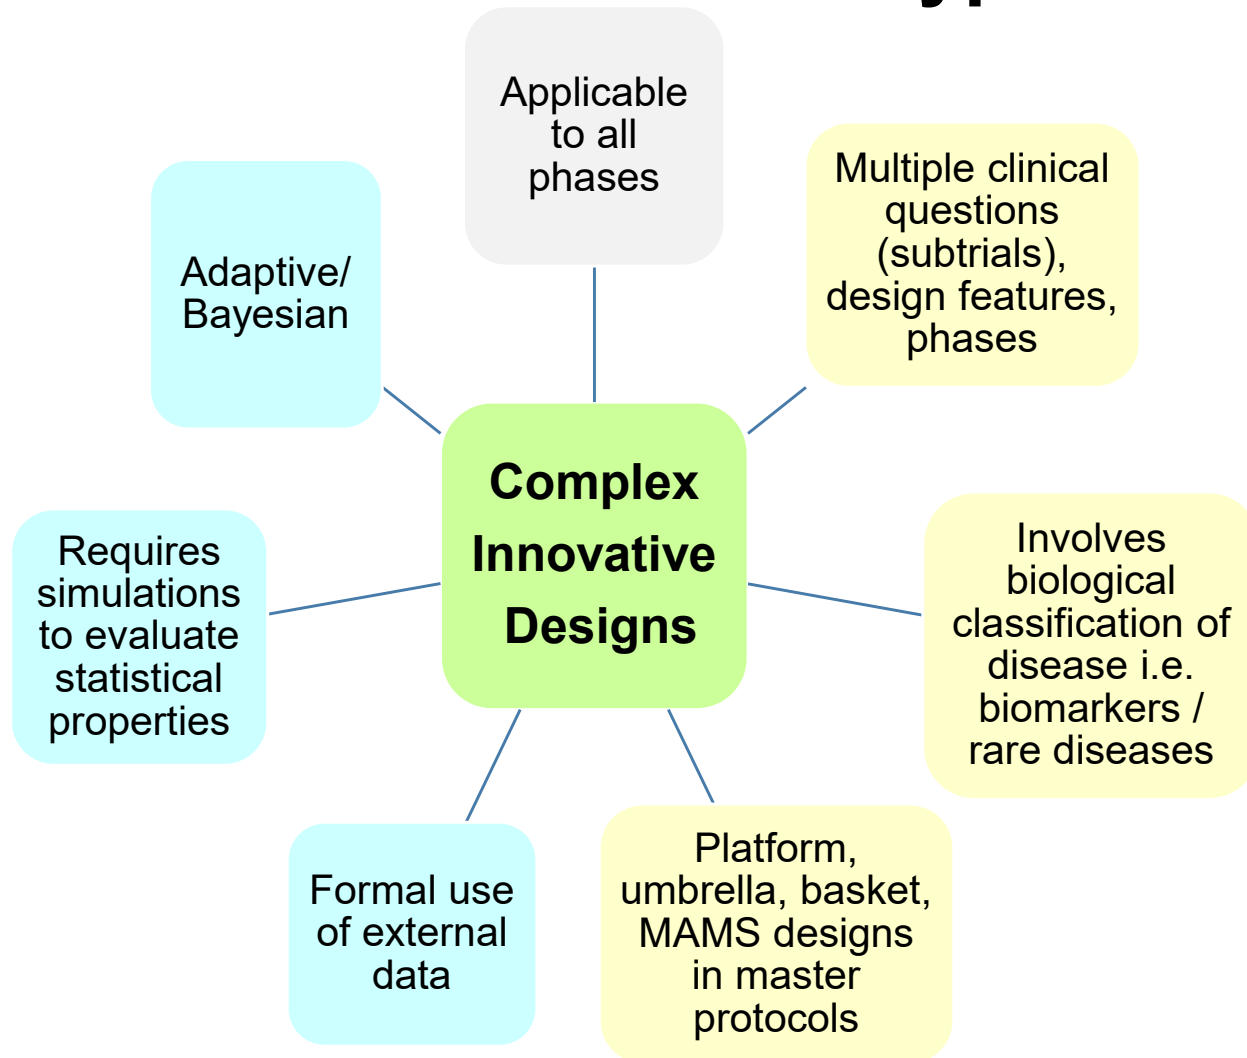 Applicable
to all
phases
Multiple clinical
questions
(subtrials),
design features,
phases
Adaptive/
Bayesian
Complex
Innovative
Designs
Involves
biological
classification of
disease i.e.
biomarkers /
rare diseases
Requires
simulations
to evaluate
statistical
properties
Platform,
umbrella, basket,
MAMS designs
in master
protocols
Formal use
of external
data